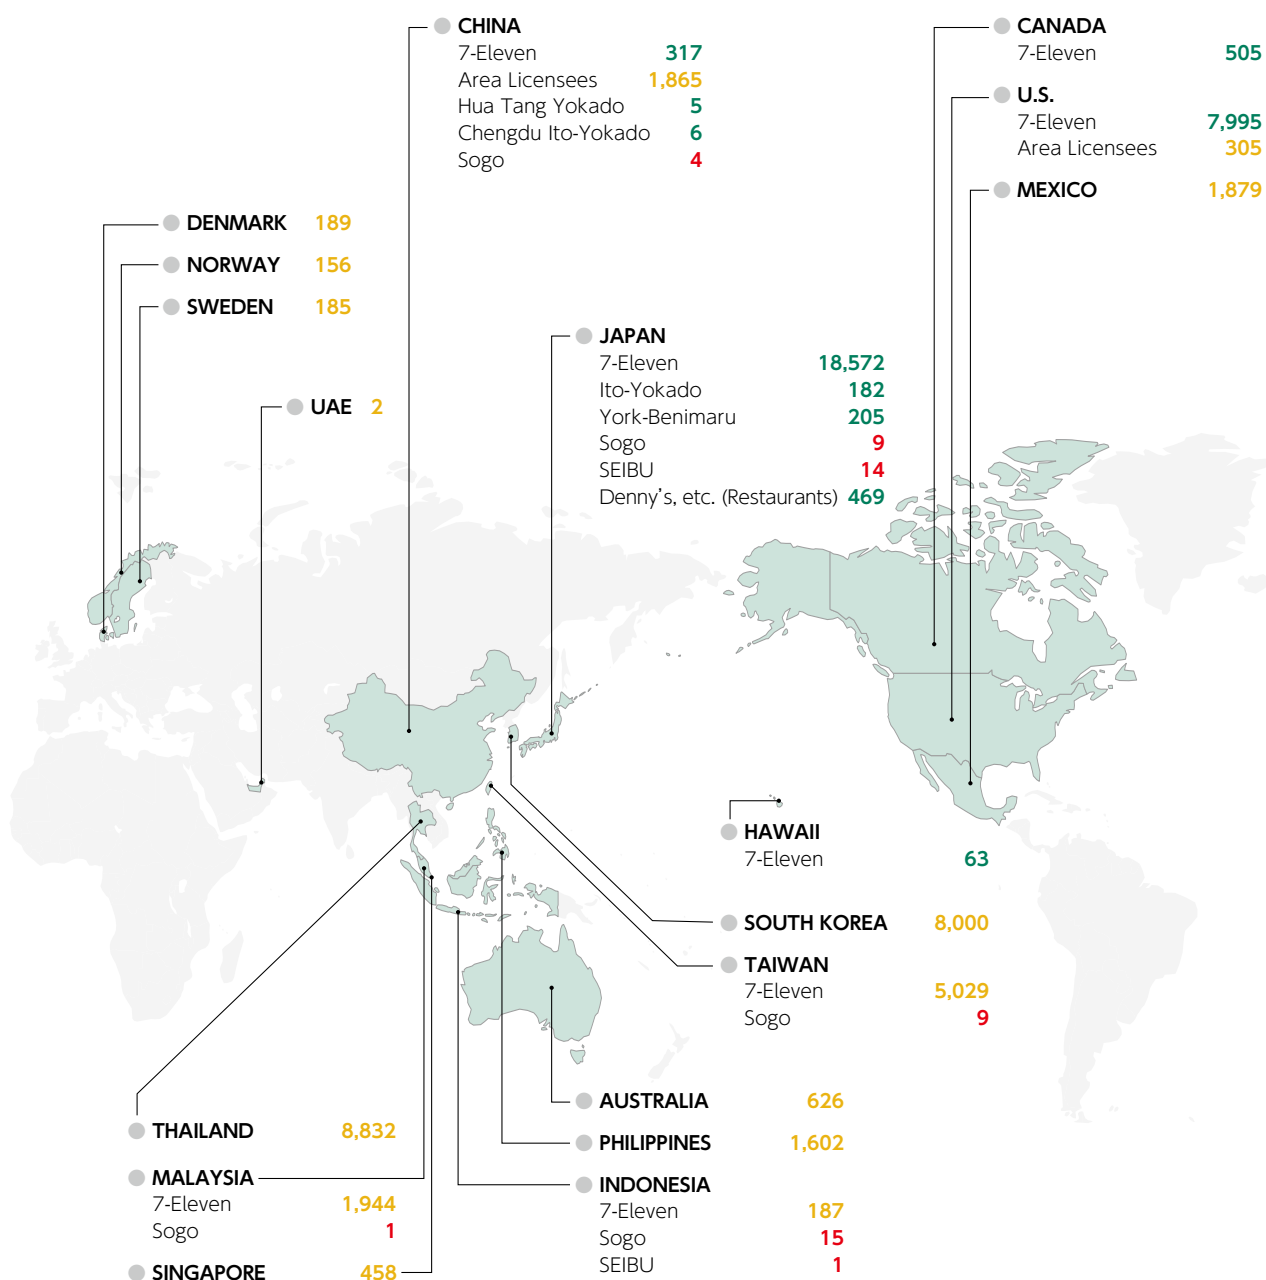 CHINA
7-Eleven 317
Area Licensees 1,865
Hua Tang Yokado 5
Chengdu Ito-Yokado 6
Sogo 4
CANADA
7-Eleven 505
U.S.
7-Eleven 7,995
Area Licensees 305
MEXICO 1,879
DENMARK 189
NORWAY 156
SWEDEN 185
UAE 2
JAPAN
7-Eleven 18,572
Ito-Yokado 182
York-Benimaru 205
Sogo 9
SEIBU 14
Denny's, etc. (Restaurants) 469
HAWAII
7-Eleven 63
SOUTH KOREA 8,000
TAIWAN
7-Eleven 5,029
Sogo 9
THAILAND 8,832
MALAYSIA
7-Eleven 1,944
Sogo 1
SINGAPORE 458
AUSTRALIA 626
PHILIPPINES 1,602
INDONESIA
7-Eleven 187
Sogo 15
SEIBU 1